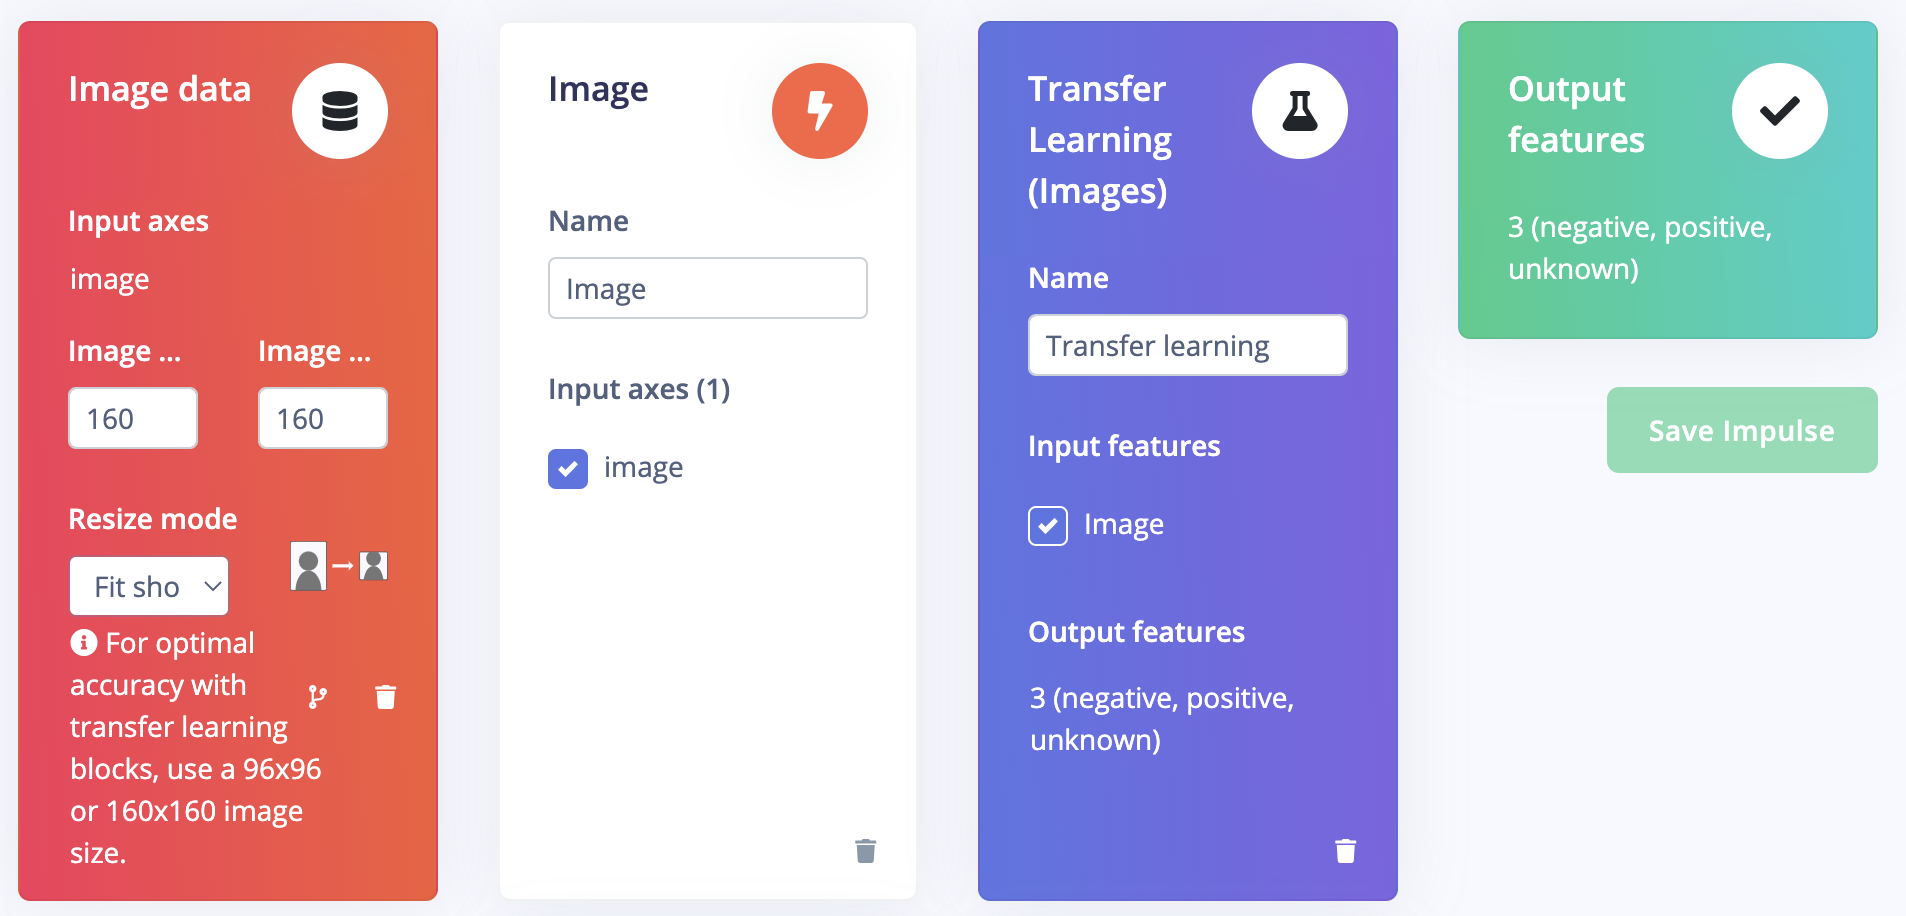 Image data
Input axes
image
Image ... Image ...
160 160
Resize mode
Fit sho
For optimal
accuracy with
transfer learning
blocks, use a 96x96
or 160x160 image
size.
Image
Name
Image
Input axes (1)
image
Transfer
Learning
(Images)
Name
Transfer learning
Input features
Image
Output features
3 (negative, positive,
unknown)
Output
features
3 (negative, positive,
unknown)
Save Impulse